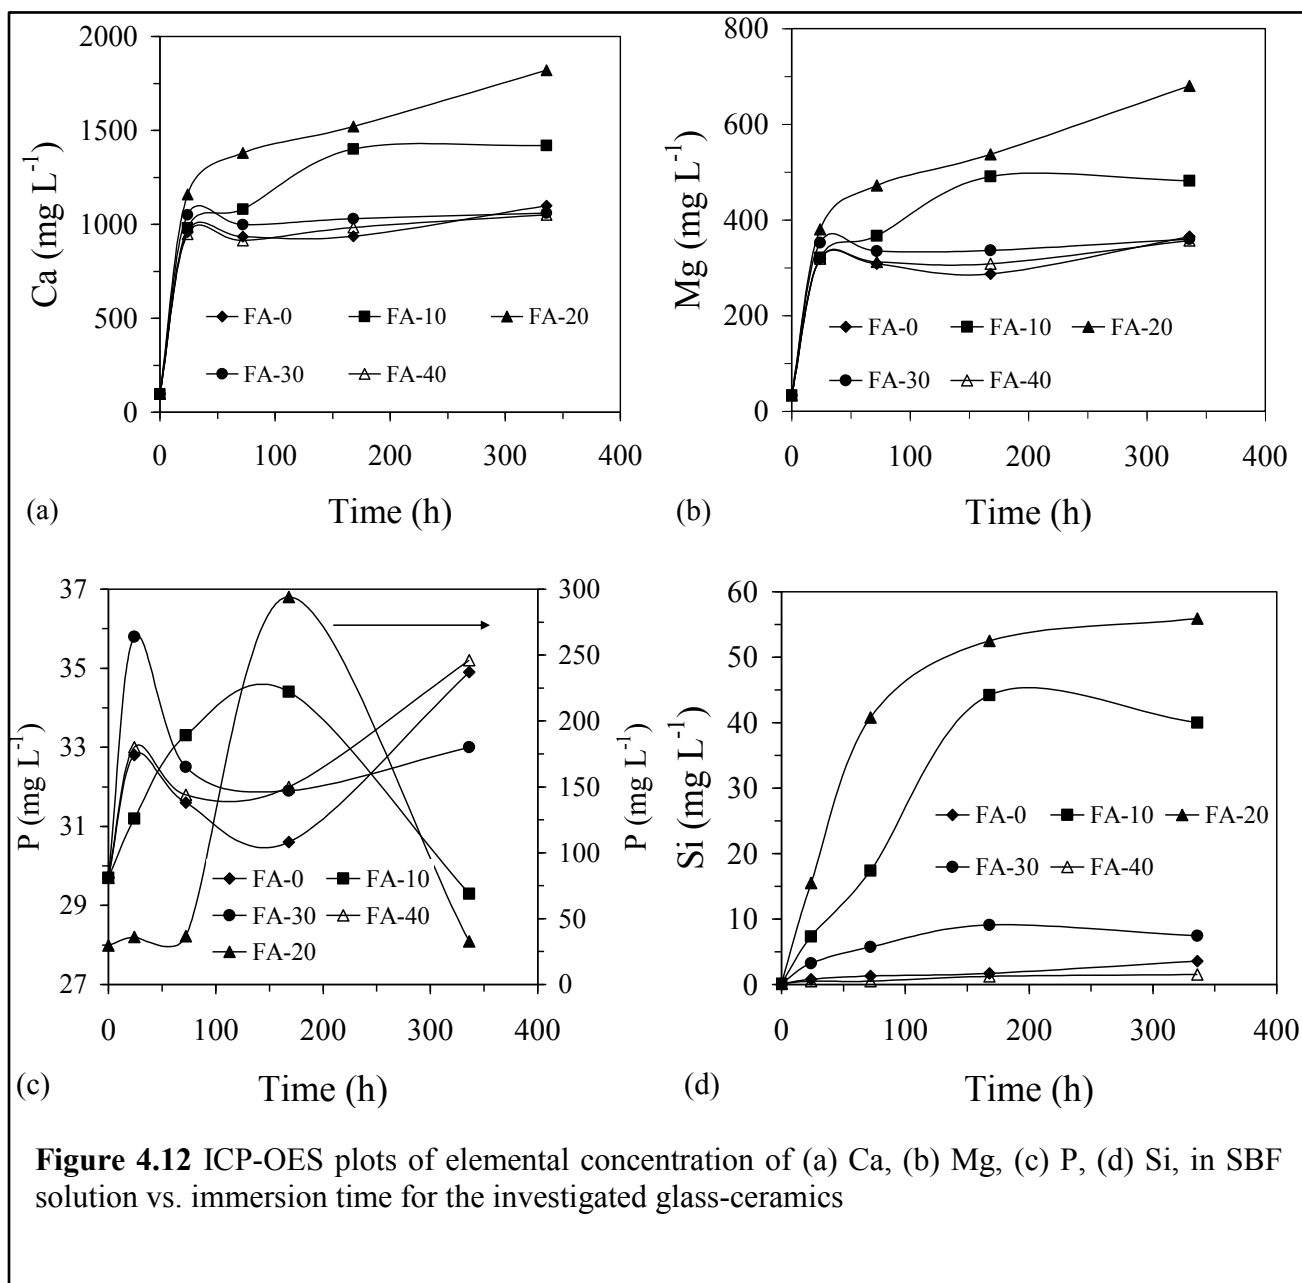 2000
1500
1000
500
0
Ca (mg L-1)
0 100 200 300 400
Time (h)
FA-0 FA-10 FA-20
FA-30 FA-40
(a)
800
600
400
200
0
Mg (mg L-1)
0 100 200 300 400
Time (h)
FA-0 FA-10 FA-20
FA-30 FA-40
(b)
37
35
33
31
29
27
P (mg L-1)
300
250
200
150
100
50
0
P (mg L-1)
0 100 200 300 400
Time (h)
FA-0 FA-10
FA-30 FA-40
FA-20
(c)
60
50
40
30
20
10
0
Si (mg L-1)
0 100 200 300 400
Time (h)
FA-0 FA-10 FA-20
FA-30 FA-40
(d)
Figure 4.12 ICP-OES plots of elemental concentration of (a) Ca, (b) Mg, (c) P, (d) Si, in SBF
solution vs. immersion time for the investigated glass-ceramics